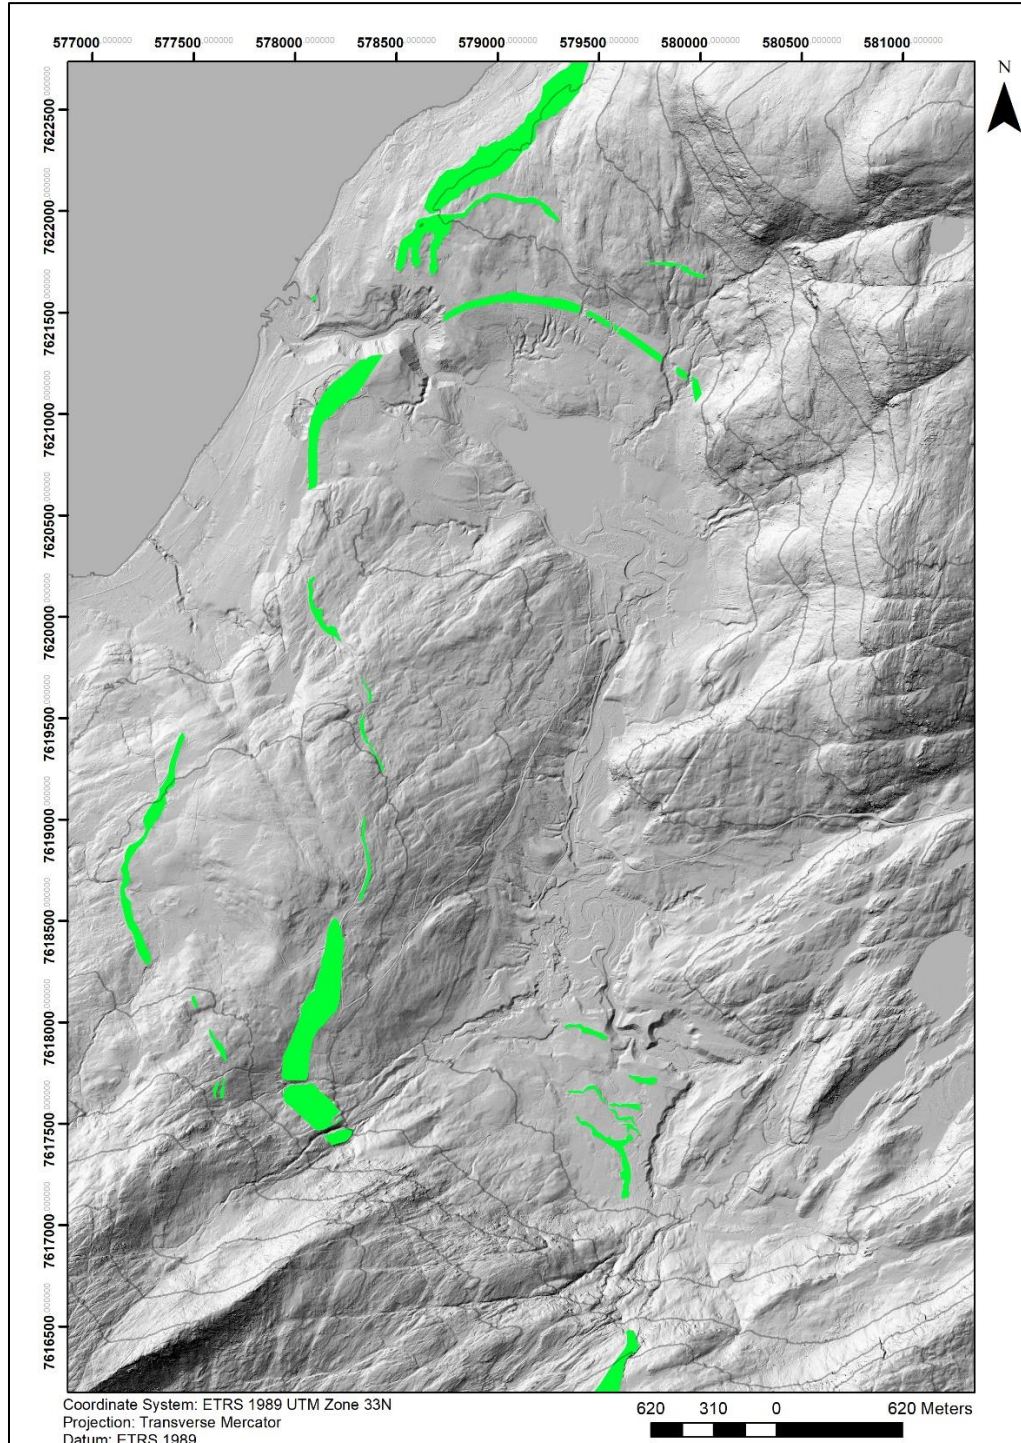 577000.000000 577500.000000 578000.000000 578500.000000 579000.000000 579500.000000 580000.000000 580500.000000 581000.000000
N
7622500.000000
7622000.000000
7621500.000000
7621000.000000
7620500.000000
7620000.000000
7619500.000000
7619000.000000
7618500.000000
7618000.000000
7617500.000000
7617000.000000
7616500.000000
Coordinate System: ETRS 1989 UTM Zone 33N
Projection: Transverse Mercator
Datum: ETRS 1989
620 310 0 620 Meters